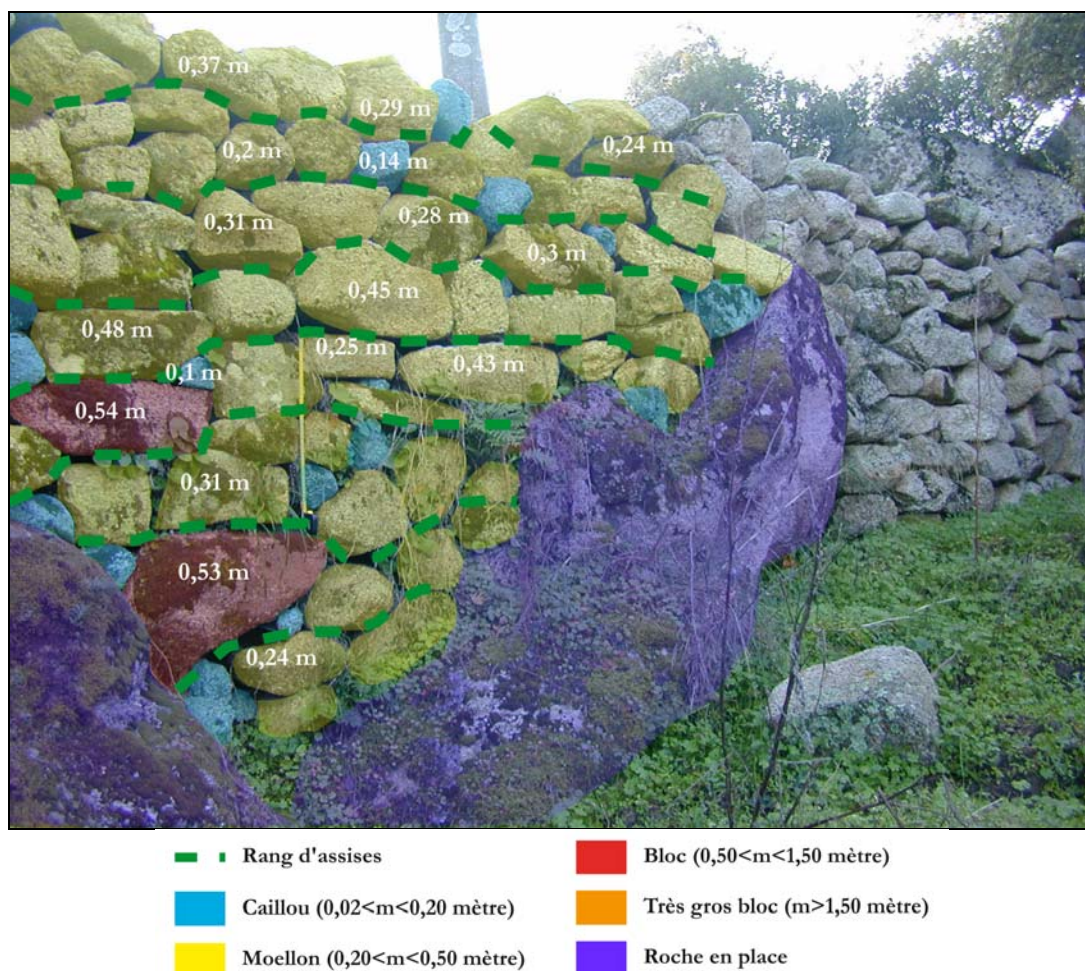 0,37 m
0,29 m
0,2 m
0,14 m
0,24 m
0,31 m
0,28 m
0,3 m
0,45 m
0,48 m
0,25 m
0,43 m
0,1 m
0,54 m
0,31 m
0,53 m
0,24 m
Rang d'assises
Caillou (0,02<m<0,20 mètre)
Moellon (0,20<m<0,50 mètre)
Bloc (0,50<m<1,50 mètre)
Très gros bloc (m>1,50 mètre)
Roche en place